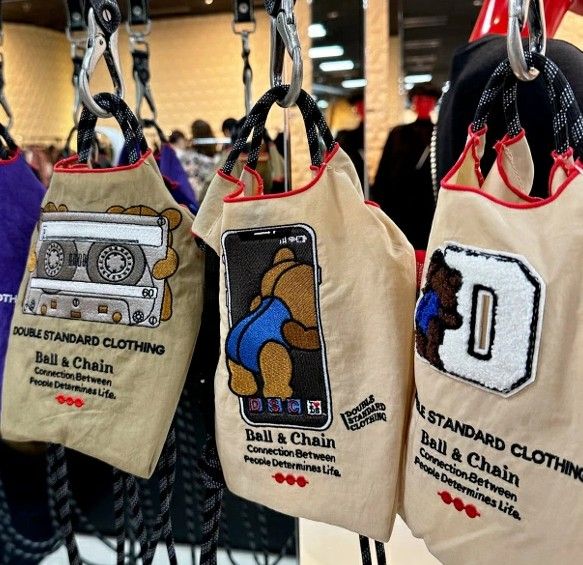 60
DOUBLE STANDARD CLOTHING
Ball & Chain
Connection Between
People Determines Life.
D S C
DOUBLE
STANDARD
CLOTHING
Ball & Chain
Connection Between
People Determines Life.
D
STANDARD CLOTHING
Ball & Chain
Connection Between
People Determines Life.